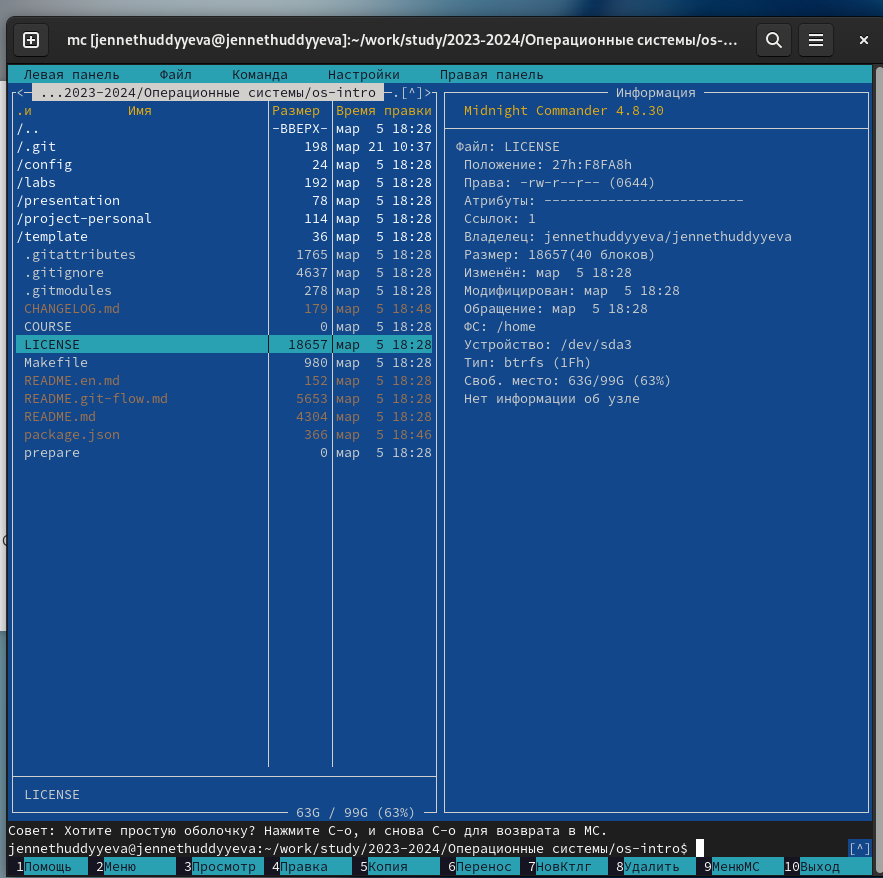 mc [jennethuddyyeva@jennethuddyyeva]:~/work/study/2023-2024/Операционные системы/os-…
Левая панель Файл Команда Настройки Правая панель
<─ ...2023-2024/Операционные системы/os-intro ─.[^]>
.и Имя Размер Время правки
/.. -ВВЕРХ- мар 5 18:28
/.git 198 мар 21 10:37
/config 24 мар 5 18:28
/labs 192 мар 5 18:28
/presentation 78 мар 5 18:28
/project-personal 114 мар 5 18:28
/template 36 мар 5 18:28
.gitattributes 1765 мар 5 18:28
.gitignore 4637 мар 5 18:28
.gitmodules 278 мар 5 18:28
CHANGELOG.md 179 мар 5 18:48
COURSE 0 мар 5 18:28
LICENSE 18657 мар 5 18:28
Makefile 980 мар 5 18:28
README.en.md 152 мар 5 18:28
README.git-flow.md 5653 мар 5 18:28
README.md 4304 мар 5 18:28
package.json 366 мар 5 18:46
prepare 0 мар 5 18:28
LICENSE
63G / 99G (63%)
Информация
Midnight Commander 4.8.30
Файл: LICENSE
Положение: 27h:F8FA8h
Права: -rw-r--r-- (0644)
Атрибуты: -------------------------
Ссылок: 1
Владелец: jennethuddyyeva/jennethuddyyeva
Размер: 18657(40 блоков)
Изменён: мар 5 18:28
Модифицирован: мар 5 18:28
Обращение: мар 5 18:28
ФС: /home
Устройство: /dev/sda3
Тип: btrfs (1Fh)
Своб. место: 63G/99G (63%)
Нет информации об узле
Совет: Хотите простую оболочку? Нажмите C-o, и снова C-o для возврата в MC.
jennethuddyyeva@jennethuddyyeva:~/work/study/2023-2024/Операционные системы/os-intro$ [^]
1Помощь 2Меню 3Просмотр 4Правка 5Копия 6Перенос 7НовКтлг 8Удалить 9МенюMC 10Выход